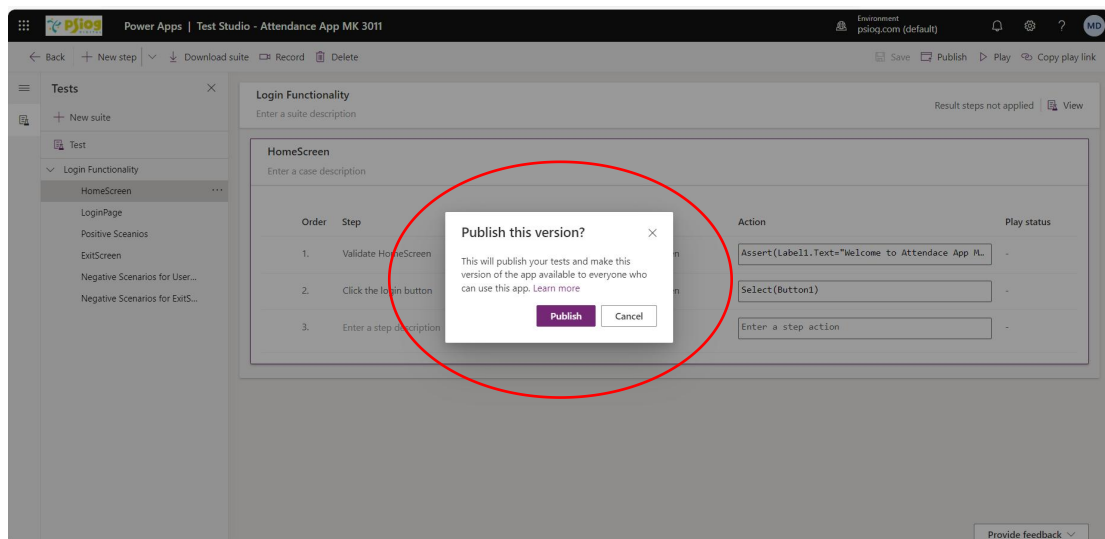 psiog
Power Apps | Test Studio - Attendance App MK 3011
Environment
psiog.com (default)
?
MD
Back
New step
Download suite
Record
Delete
Save
Publish
Play
Copy play link
Tests
New suite
Test
Login Functionality
HomeScreen
LoginPage
Positive Sceanios
ExitScreen
Negative Scenarios for User...
Negative Scenarios for ExitS...
Login Functionality
Enter a suite description
Result steps not applied
View
HomeScreen
Enter a case description
Order
Step
Action
Play status
1.
Validate HomeScreen
Assert(Label1.Text="Welcome to Attendace App M…
-
2.
Click the login button
Select(Button1)
-
3.
Enter a step description
Enter a step action
-
Publish this version?
This will publish your tests and make this
version of the app available to everyone who
can use this app. Learn more
Publish
Cancel
Provide feedback